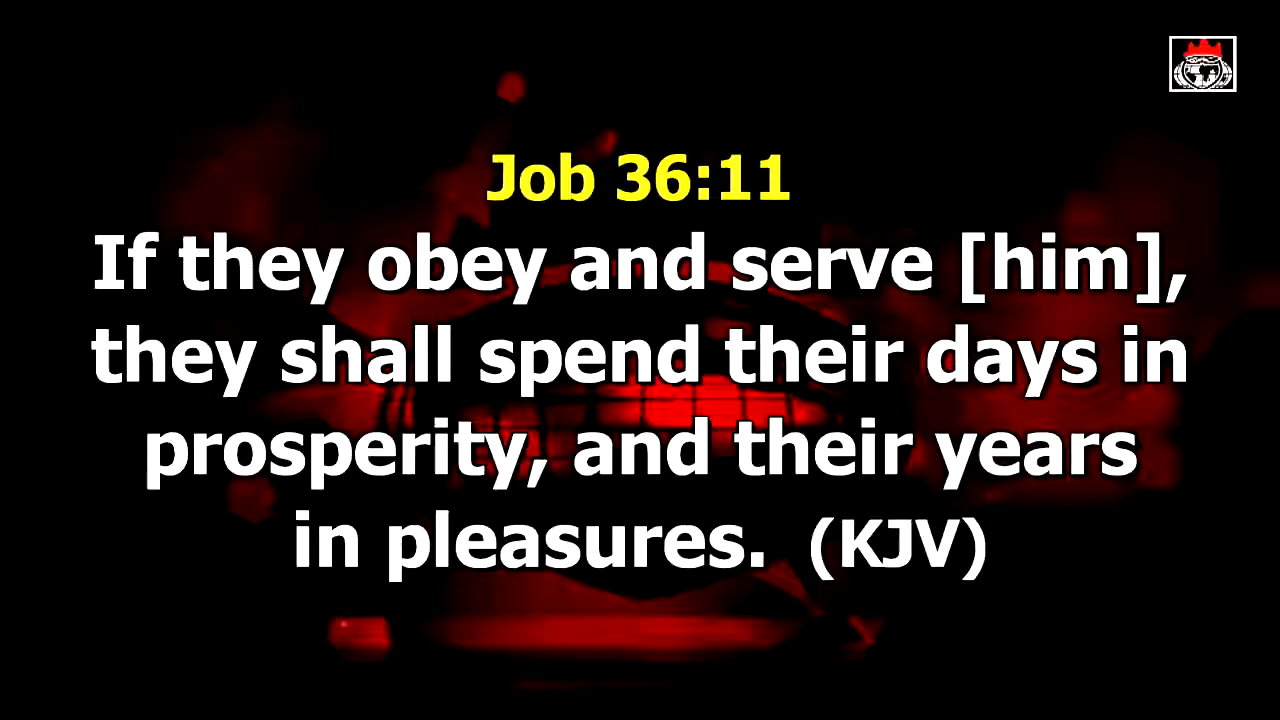 Job 36:11
If they obey and serve [him],
they shall spend their days in
prosperity, and their years
in pleasures. (KJV)